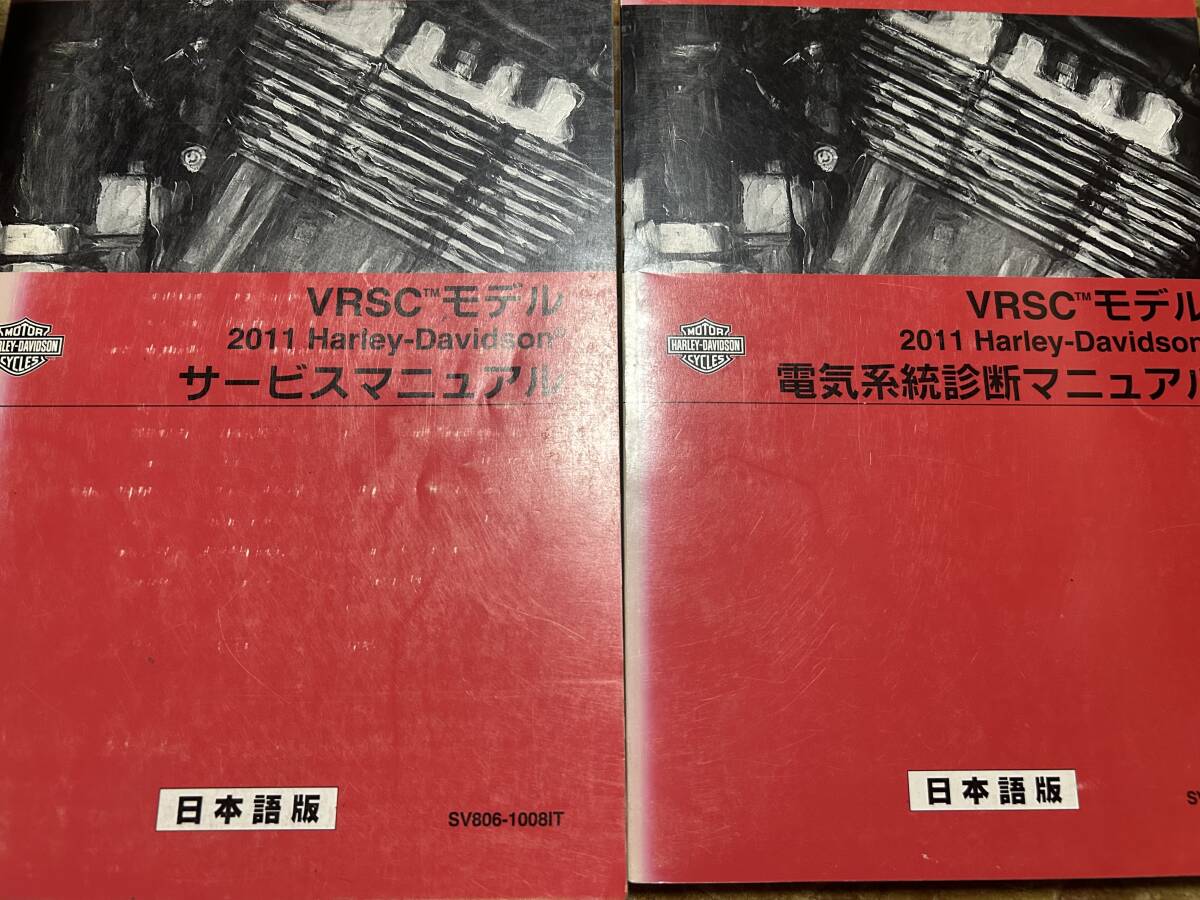 VRSC™モデル
2011 Harley-Davidson®
サービスマニュアル
MOTOR
HARLEY-DAVIDSON
CYCLES
日本語版
SV806-1008IT
VRSC™モデル
2011 Harley-Davidson
電気系統診断マニュアル
MOTOR
HARLEY-DAVIDSON
CYCLES
日本語版